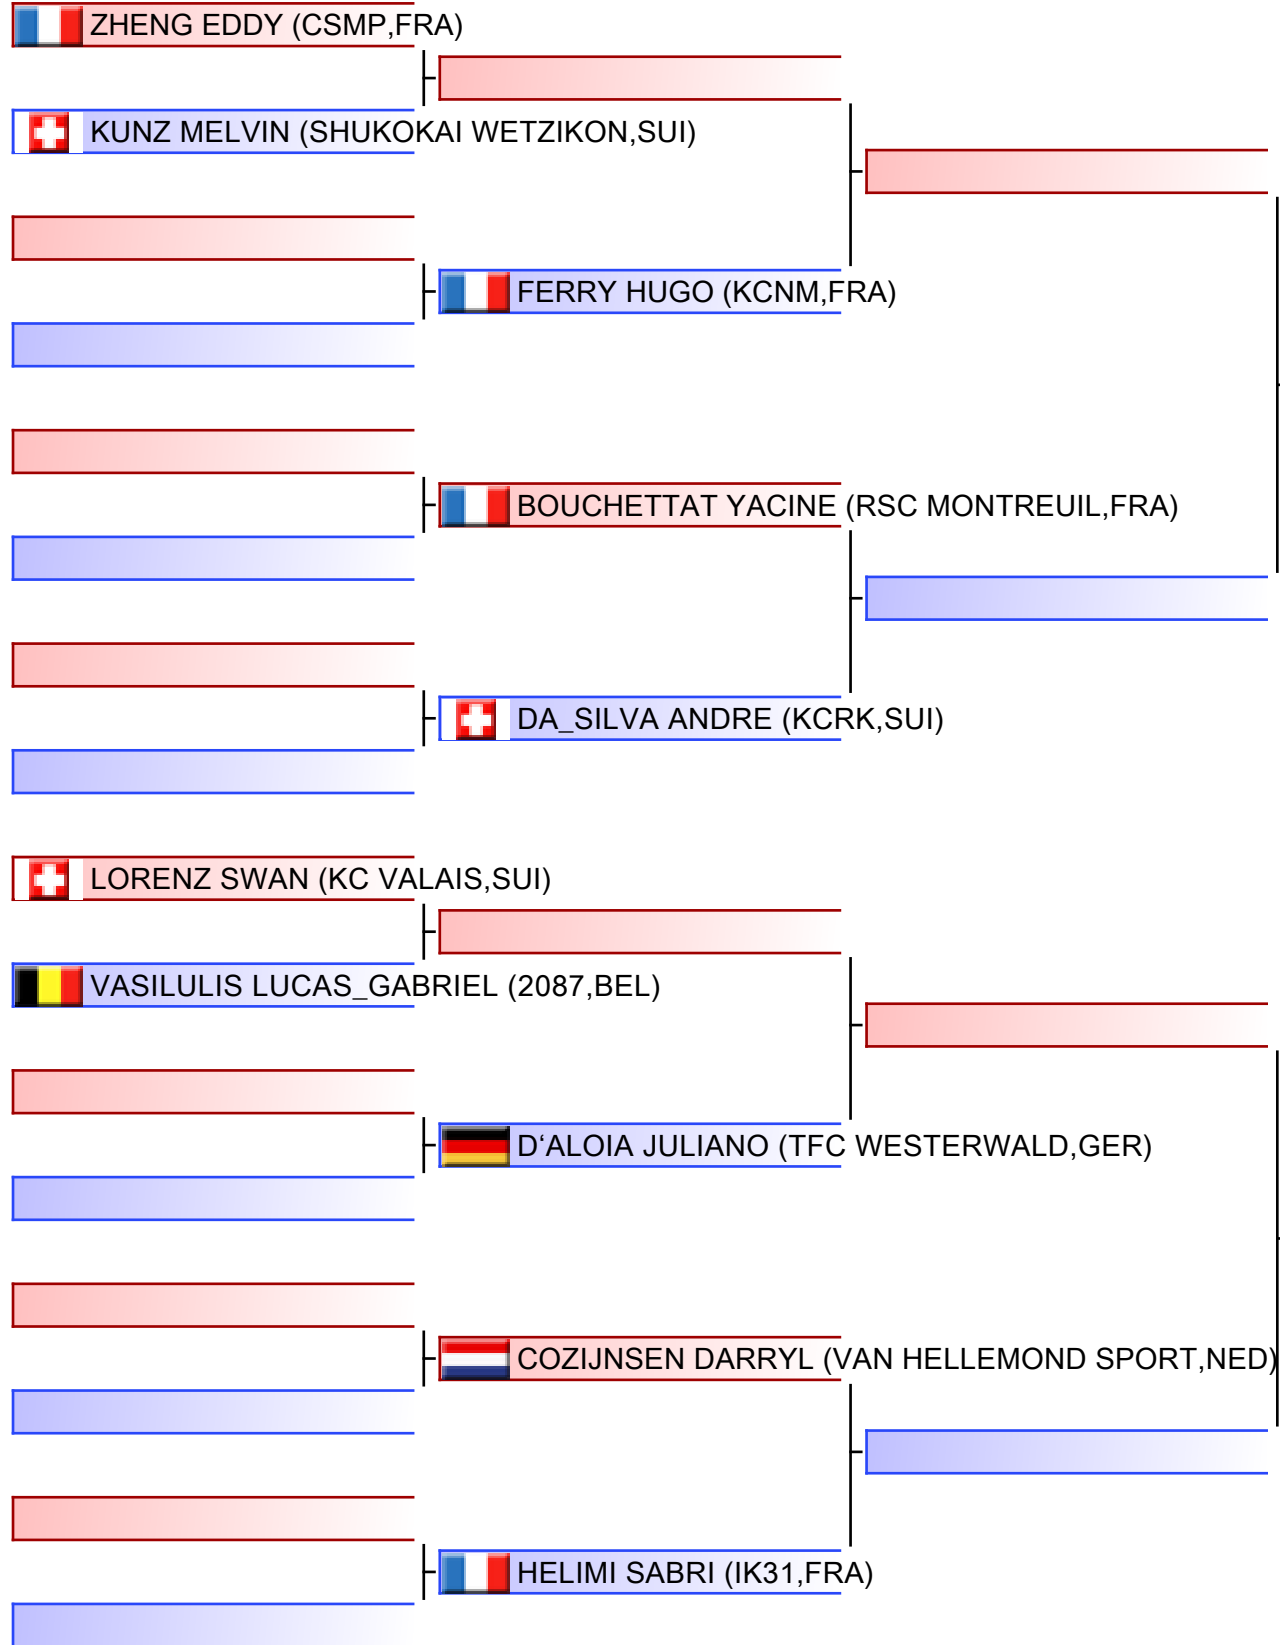 ZHENG EDDY (CSMP,FRA)
KUNZ MELVIN (SHUKOKAI WETZIKON,SUI)
FERRY HUGO (KCNM,FRA)
BOUCHETTAT YACINE (RSC MONTREUIL,FRA)
DA_SILVA ANDRE (KCRK,SUI)
LORENZ SWAN (KC VALAIS,SUI)
VASILULIS LUCAS_GABRIEL (2087,BEL)
D‘ALOIA JULIANO (TFC WESTERWALD,GER)
COZIJNSEN DARRYL (VAN HELLEMOND SPORT,NED)
HELIMI SABRI (IK31,FRA)